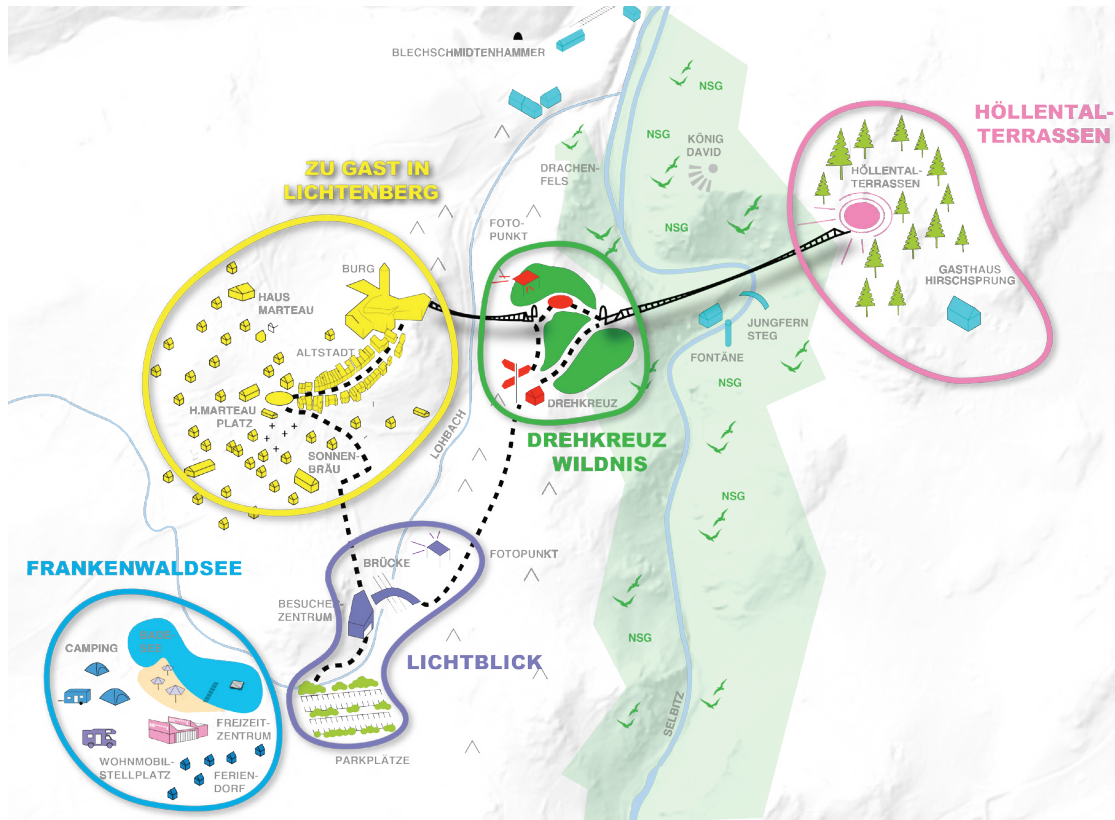 BLECHSCHMIDTENHAMMER
NSG
HÖLLENTAL-
TERRASSEN
NSG
KÖNIG
DAVID
ZU GAST IN
LICHTENBERG
DRACHEN-
FELS
HÖLLENTAL-
TERRASSEN
FOTO-
PUNKT
NSG
BURG
GASTHAUS
HIRSCHSPRUNG
HAUS
MARTEAU
JUNGFERN
STEG
ALTSTADT
FONTÄNE
NSG
H.MARTEAU
PLATZ
DREHKREUZ
LOHBACH
DREHKREUZ
WILDNIS
SONNEN-
BRÄU
NSG
FOTOPUNKT
BRÜCKE
FRANKENWALDSEE
BESUCHER-
ZENTRUM
BADE-
SEE
CAMPING
NSG
LICHTBLICK
SELBITZ
FREIZEIT-
ZENTRUM
PARKPLÄTZE
WOHNMOBIL-
STELLPLATZ
FERIEN-
DORF